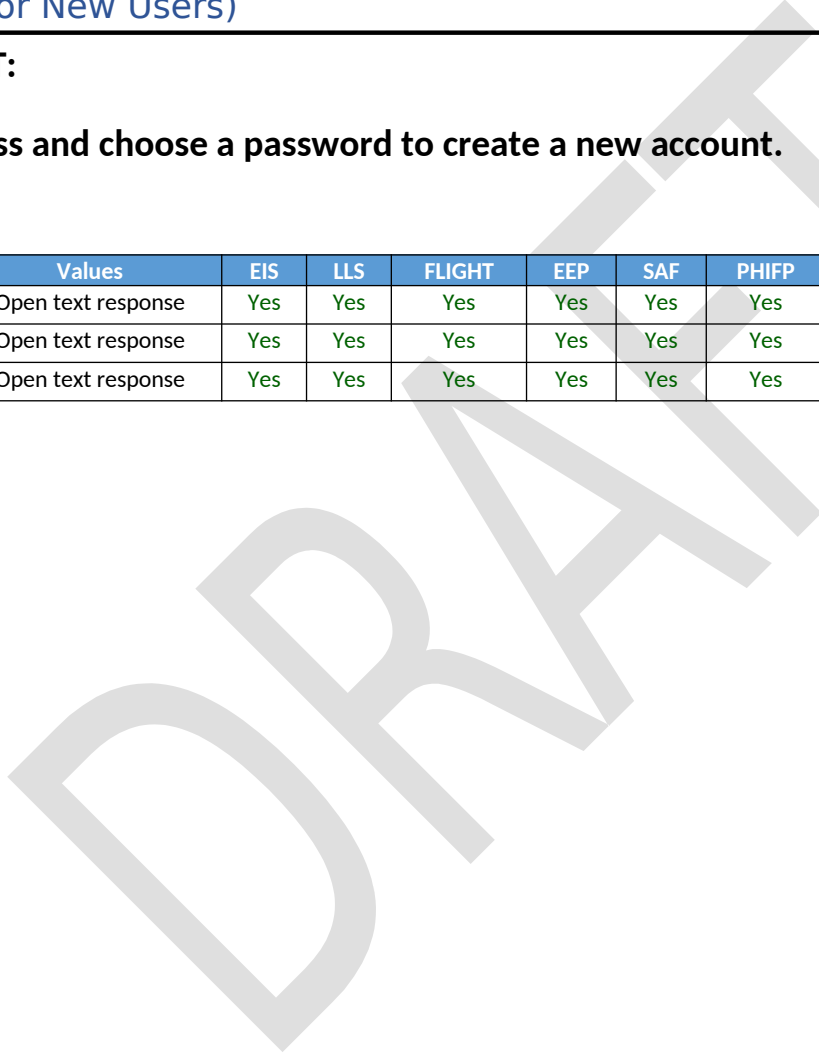 or New Users)
T:
ss and choose a password to create a new account.
Values EIS LLS FLIGHT EEP SAF PHIFP
Open text response Yes Yes Yes Yes Yes Yes
Open text response Yes Yes Yes Yes Yes Yes
Open text response Yes Yes Yes Yes Yes Yes
DRAFT